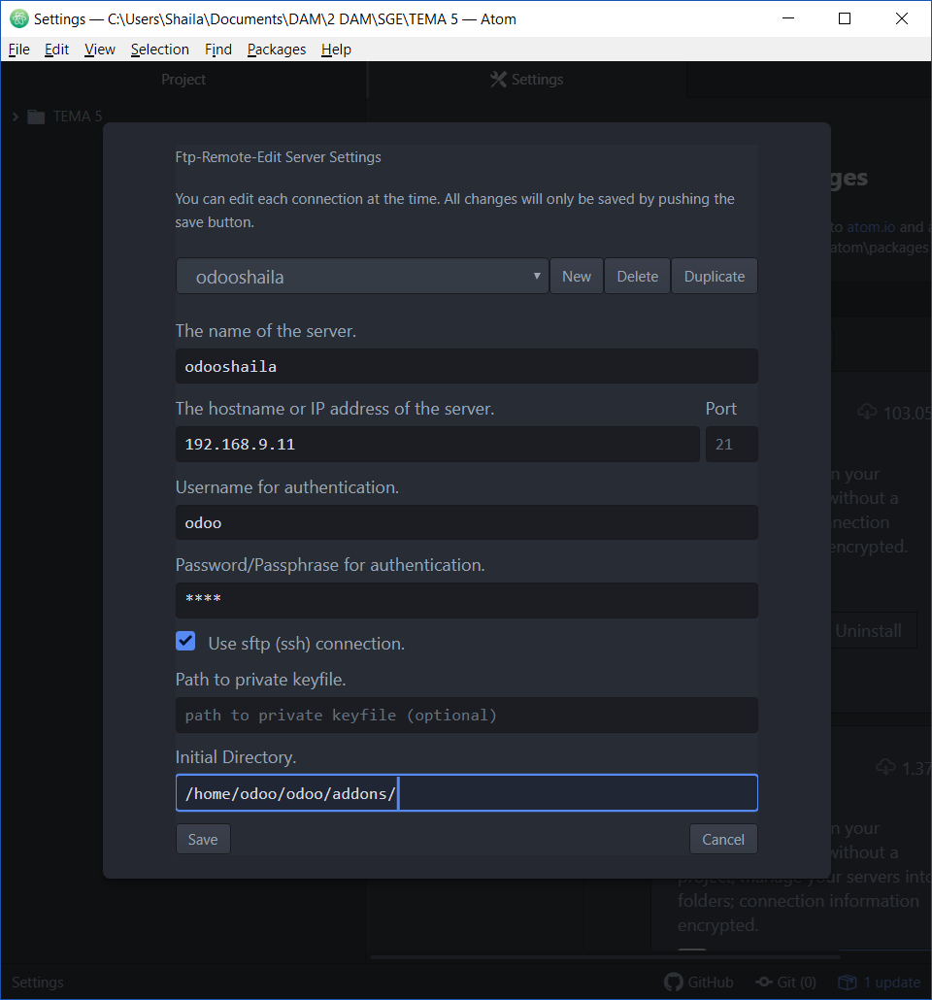 Settings — C:\Users\Shaila\Documents\DAM\2 DAM\SGE\TEMA 5 — Atom
File Edit View Selection Find Packages Help
Project
Settings
TEMA 5
Ftp-Remote-Edit Server Settings
You can edit each connection at the time. All changes will only be saved by pushing the
save button.
ges
to atom.io and a
atom\packages
odooshaila
New
Delete
Duplicate
The name of the server.
odooshaila
The hostname or IP address of the server.
Port
103.05
192.168.9.11
21
n your
Username for authentication.
without a
odoo
nnection
encrypted.
Password/Passphrase for authentication.
****
Use sftp (ssh) connection.
Uninstall
Path to private keyfile.
path to private keyfile (optional)
Initial Directory.
1.37
/home/odoo/odoo/addons/
Save
Cancel
n your
without a
project; manage your servers into
folders; connection information
encrypted.
Settings
GitHub
Git (0)
1 update